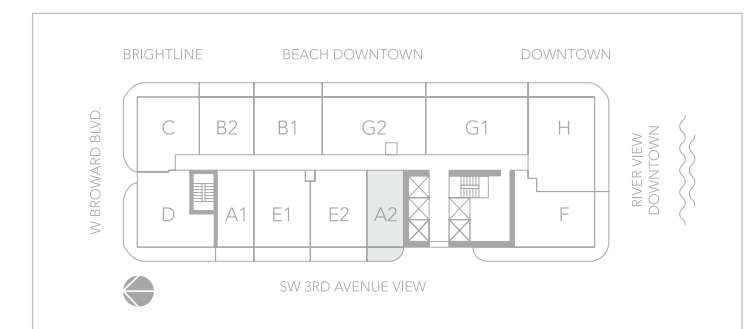 BRIGHTLINE BEACH DOWNTOWN DOWNTOWN
W BROWARD BLVD.
C B2 B1 G2 G1 H
RIVER VIEW
DOWNTOWN
D A1 E1 E2 A2 F
SW 3RD AVENUE VIEW